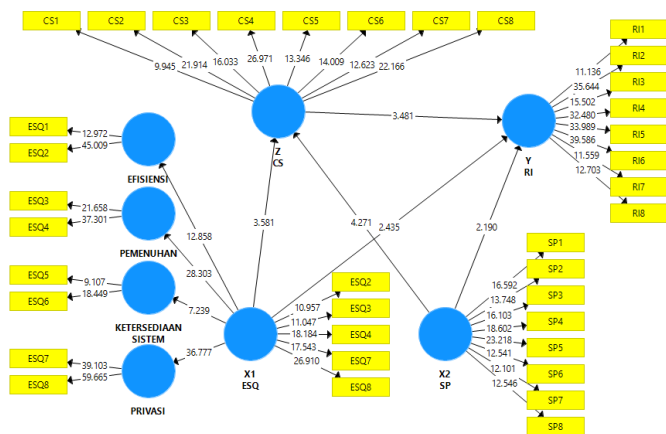 CS1 CS2 CS3 CS4 CS5 CS6 CS7 CS8
9.945 21.914 16.033 26.971 13.346 14.009 12.623 22.166
Z
CS
3.481
RI1
RI2
RI3
RI4
RI5
RI6
RI7
RI8
11.136
35.644
15.502
32.480
33.989
39.586
11.559
12.703
Y
RI
ESQ1
ESQ2
12.972
45.009
EFISIENSI
ESQ3
ESQ4
21.658
37.301
PEMENUHAN
ESQ5
ESQ6
9.107
18.449
KETERSEDIAAN
SISTEM
ESQ7
ESQ8
39.103
59.665
PRIVASI
12.858
28.303
7.239
36.777
3.581
4.271
2.435
2.190
X1
ESQ
10.957
11.047
18.184
17.543
26.910
ESQ2
ESQ3
ESQ4
ESQ7
ESQ8
X2
SP
16.592
13.748
16.103
18.602
23.218
12.541
12.101
12.546
SP1
SP2
SP3
SP4
SP5
SP6
SP7
SP8